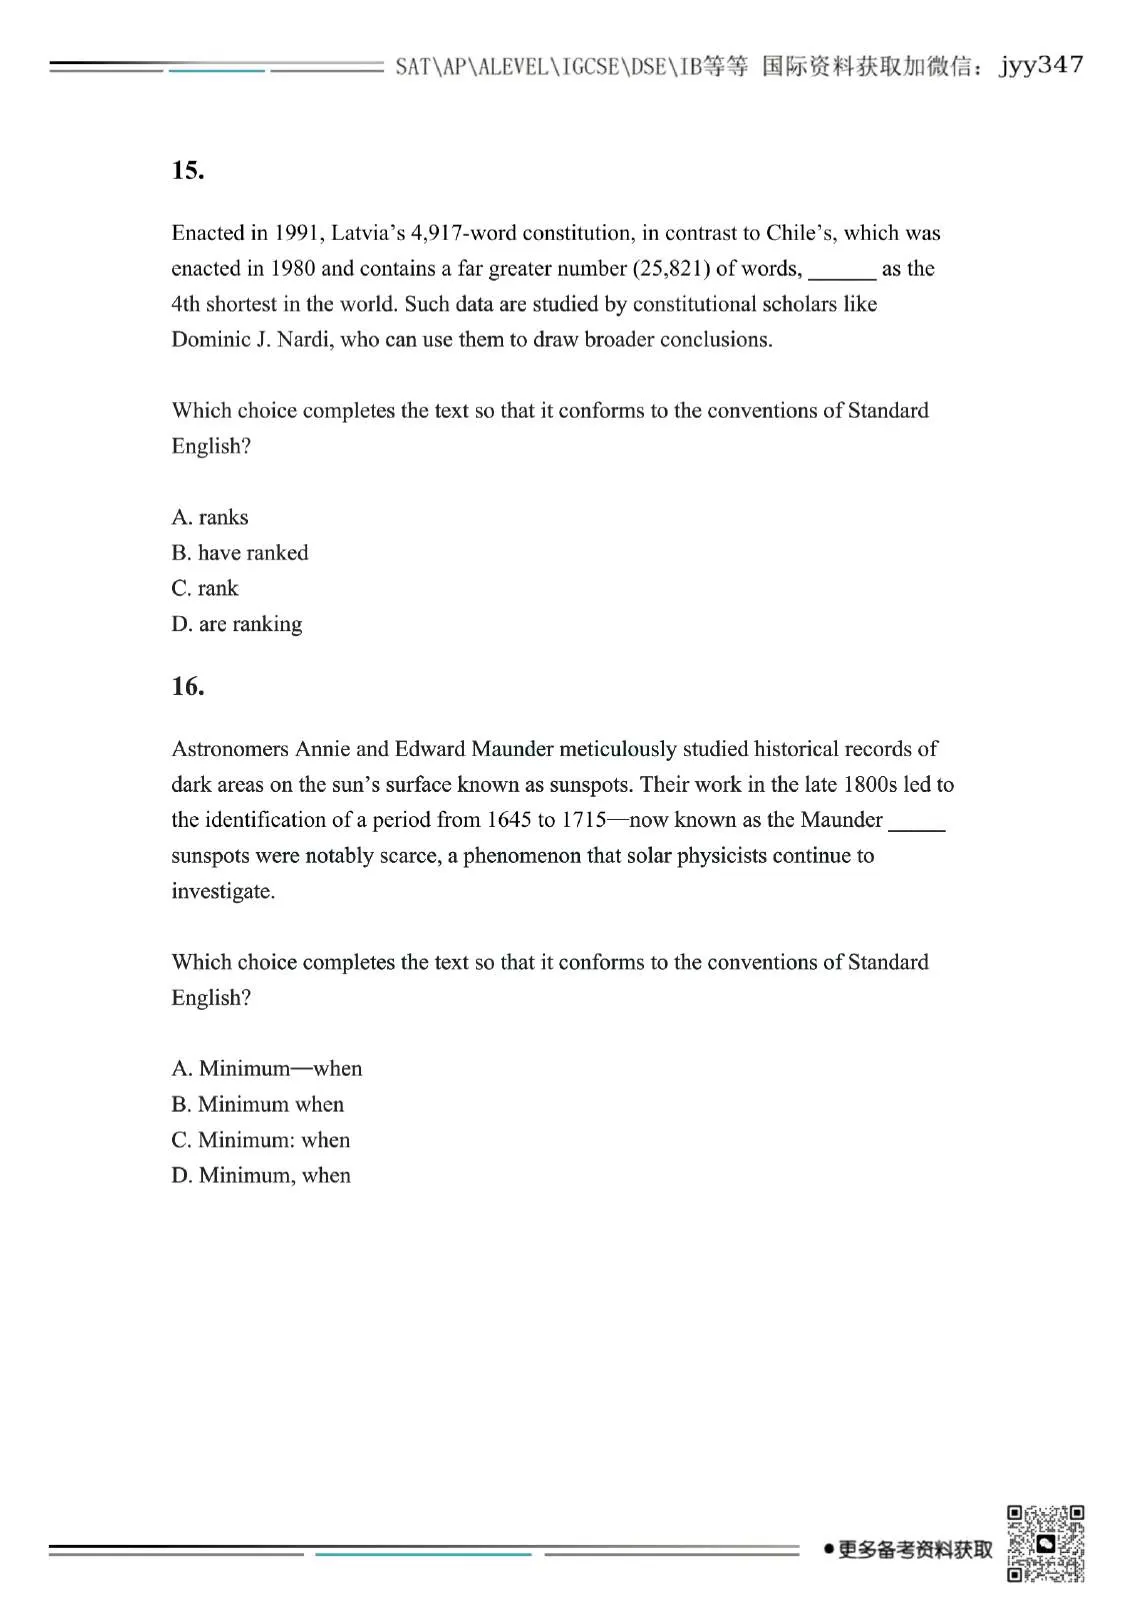 SAT\AP\ALEVEL\IGCSE\DSE\IB等等 国际资料获取加微信: jyy347
15.
Enacted in 1991, Latvia's 4,917-word constitution, in contrast to Chile's, which was
enacted in 1980 and contains a far greater number (25,821) of words, ______ as the
4th shortest in the world. Such data are studied by constitutional scholars like
Dominic J. Nardi, who can use them to draw broader conclusions.
Which choice completes the text so that it conforms to the conventions of Standard
English?
A. ranks
B. have ranked
C. rank
D. are ranking
16.
Astronomers Annie and Edward Maunder meticulously studied historical records of
dark areas on the sun's surface known as sunspots. Their work in the late 1800s led to
the identification of a period from 1645 to 1715—now known as the Maunder _____
sunspots were notably scarce, a phenomenon that solar physicists continue to
investigate.
Which choice completes the text so that it conforms to the conventions of Standard
English?
A. Minimum—when
B. Minimum when
C. Minimum: when
D. Minimum, when
●更多备考资料获取